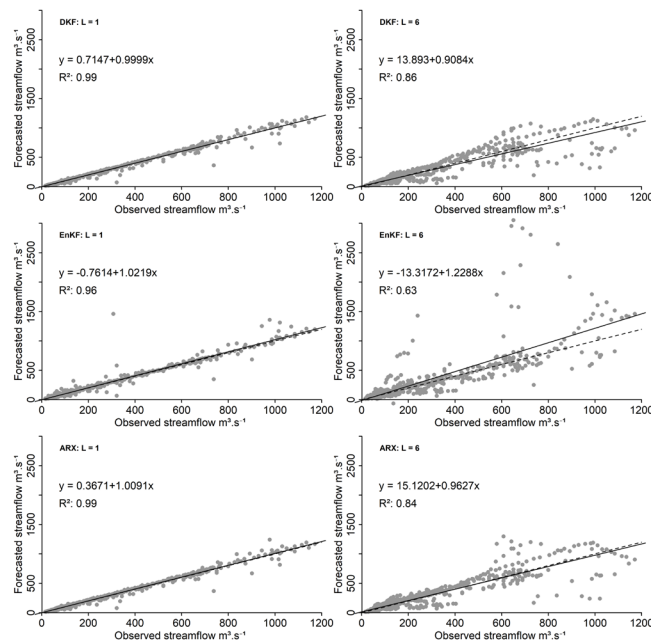 DKF: L = 1
y = 0.7147+0.9999x
R²: 0.99
Forecasted streamflow m³.s⁻¹
0 500 1500 2500
0 200 400 600 800 1000 1200
Observed streamflow m³.s⁻¹
DKF: L = 6
y = 13.893+0.9084x
R²: 0.86
Forecasted streamflow m³.s⁻¹
0 500 1500 2500
0 200 400 600 800 1000 1200
Observed streamflow m³.s⁻¹
EnKF: L = 1
y = -0.7614+1.0219x
R²: 0.96
Forecasted streamflow m³.s⁻¹
0 500 1500 2500
0 200 400 600 800 1000 1200
Observed streamflow m³.s⁻¹
EnKF: L = 6
y = -13.3172+1.2288x
R²: 0.63
Forecasted streamflow m³.s⁻¹
0 500 1500 2500
0 200 400 600 800 1000 1200
Observed streamflow m³.s⁻¹
ARX: L = 1
y = 0.3671+1.0091x
R²: 0.99
Forecasted streamflow m³.s⁻¹
0 500 1500 2500
0 200 400 600 800 1000 1200
Observed streamflow m³.s⁻¹
ARX: L = 6
y = 15.1202+0.9627x
R²: 0.84
Forecasted streamflow m³.s⁻¹
0 500 1500 2500
0 200 400 600 800 1000 1200
Observed streamflow m³.s⁻¹